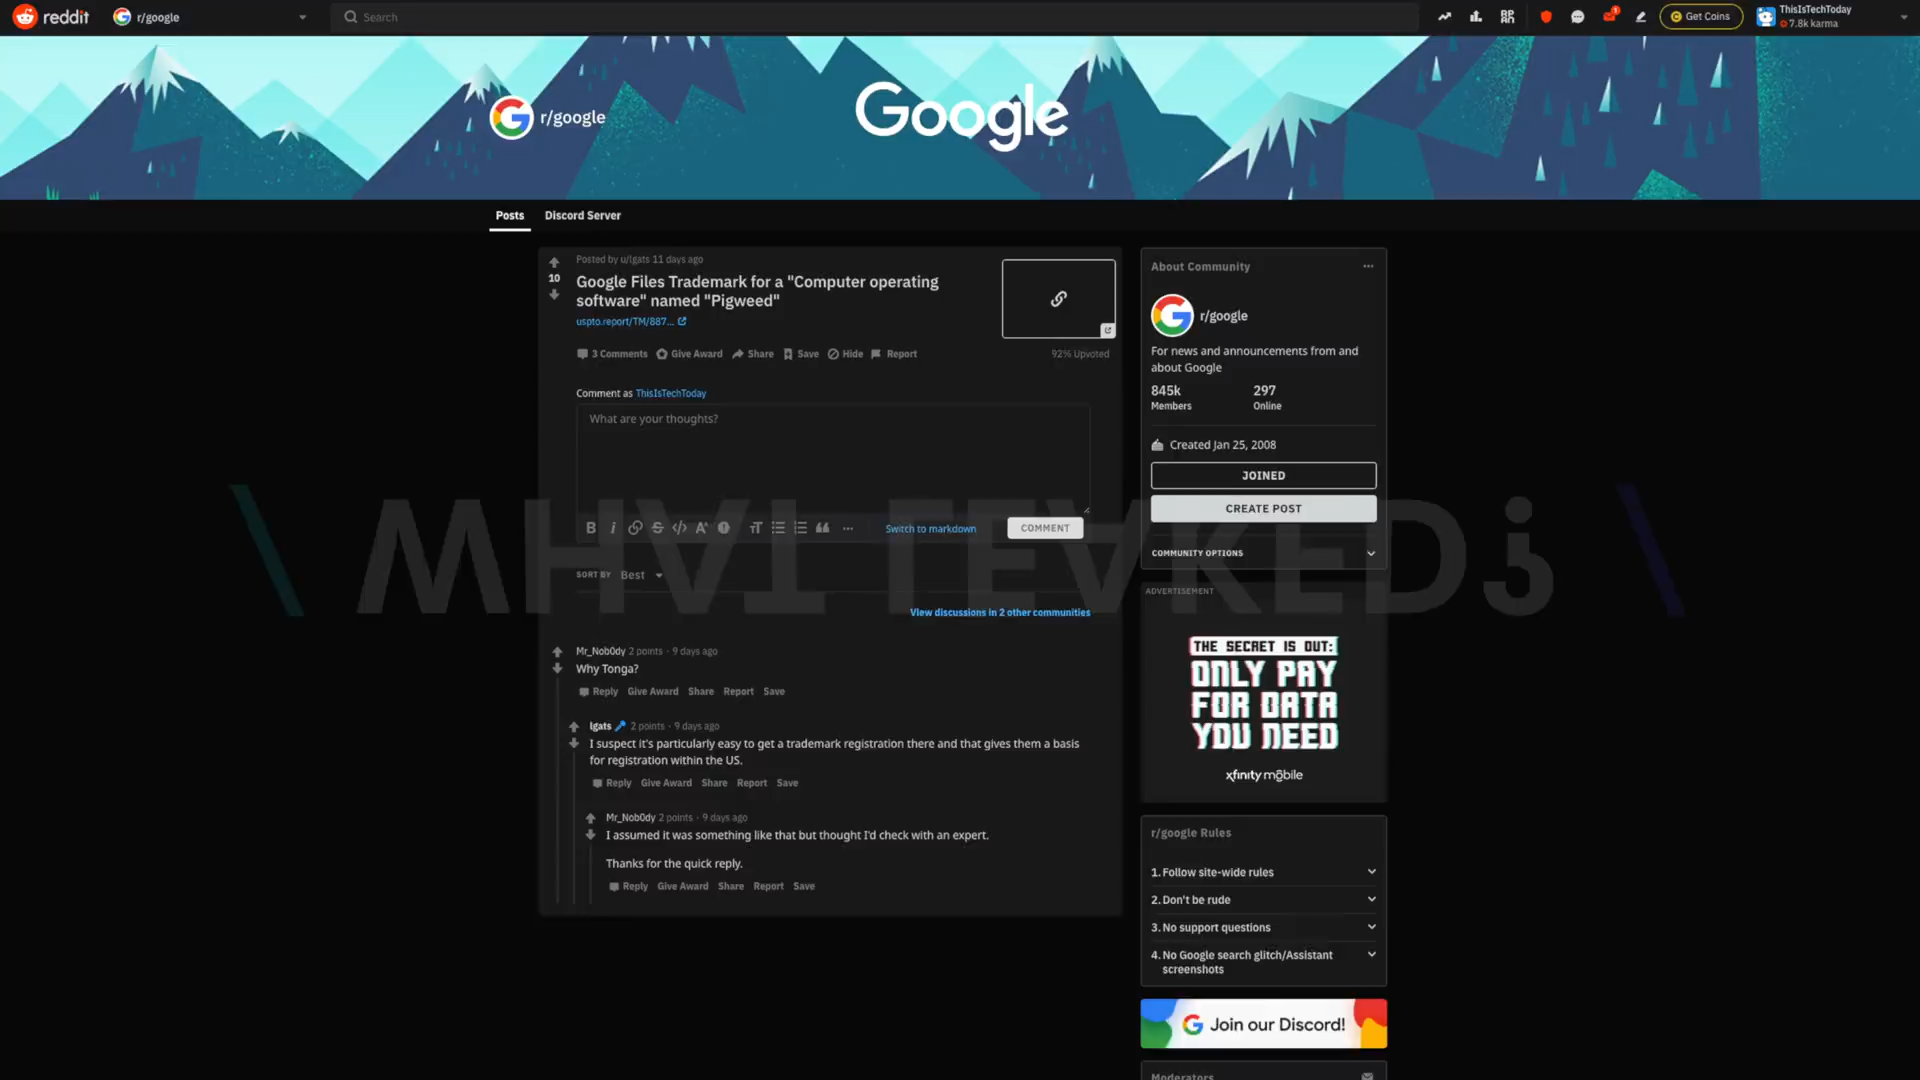 reddit
r/google
Search
1
Get Coins
ThisIsTechToday
7.8k karma
r/google
Google
Posts
Discord Server
Posted by u/lgats 11 days ago
10
Google Files Trademark for a "Computer operating
software" named "Pigweed"
uspto.report/TM/887...
3 Comments
Give Award
Share
Save
Hide
Report
92% Upvoted
Comment as ThisIsTechToday
What are your thoughts?
Switch to markdown
COMMENT
SORT BY Best
View discussions in 2 other communities
Mr_Nob0dy 2 points · 9 days ago
Why Tonga?
Reply Give Award Share Report Save
lgats 2 points · 9 days ago
I suspect it's particularly easy to get a trademark registration there and that gives them a basis
for registration within the US.
Reply Give Award Share Report Save
Mr_Nob0dy 2 points · 9 days ago
I assumed it was something like that but thought I'd check with an expert.
Thanks for the quick reply.
Reply Give Award Share Report Save
About Community
r/google
For news and announcements from and
about Google
845k
Members
297
Online
Created Jan 25, 2008
JOINED
CREATE POST
COMMUNITY OPTIONS
ADVERTISEMENT
THE SECRET IS OUT:
ONLY PAY
FOR DATA
YOU NEED
xfinity mobile
r/google Rules
1. Follow site-wide rules
2. Don't be rude
3. No support questions
4. No Google search glitch/Assistant
screenshots
Join our Discord!
Moderators